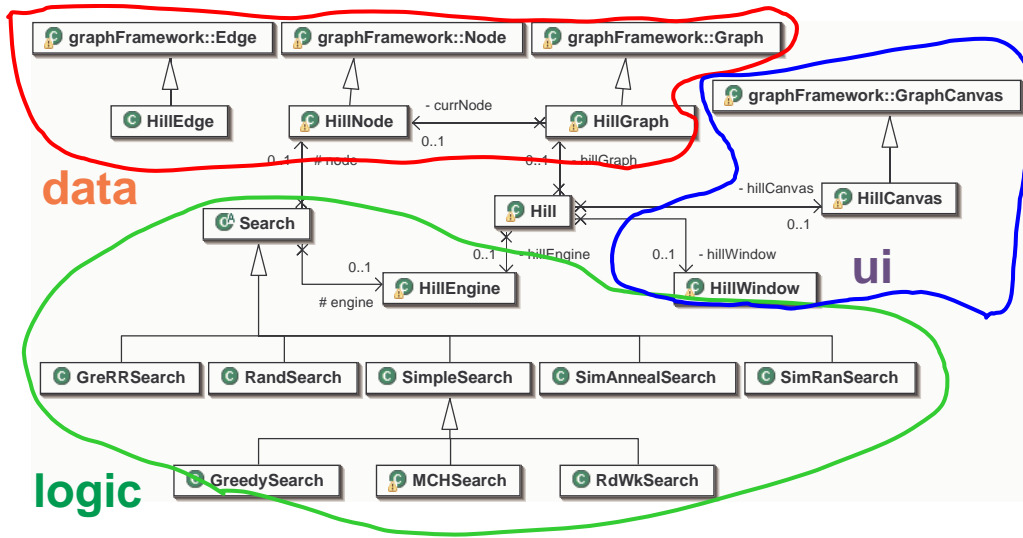 graphFramework::Edge
graphFramework::Node
graphFramework::Graph
graphFramework::GraphCanvas
- currNode
HillEdge
HillNode
HillGraph
0..1
0..1
# node
0..1
- hillGraph
data
- hillCanvas
HillCanvas
Search
Hill
0..1
0..1
- hillEngine
0..1
- hillWindow
0..1
ui
HillEngine
HillWindow
# engine
GreRRSearch
RandSearch
SimpleSearch
SimAnnealSearch
SimRanSearch
GreedySearch
MCHSearch
RdWkSearch
logic